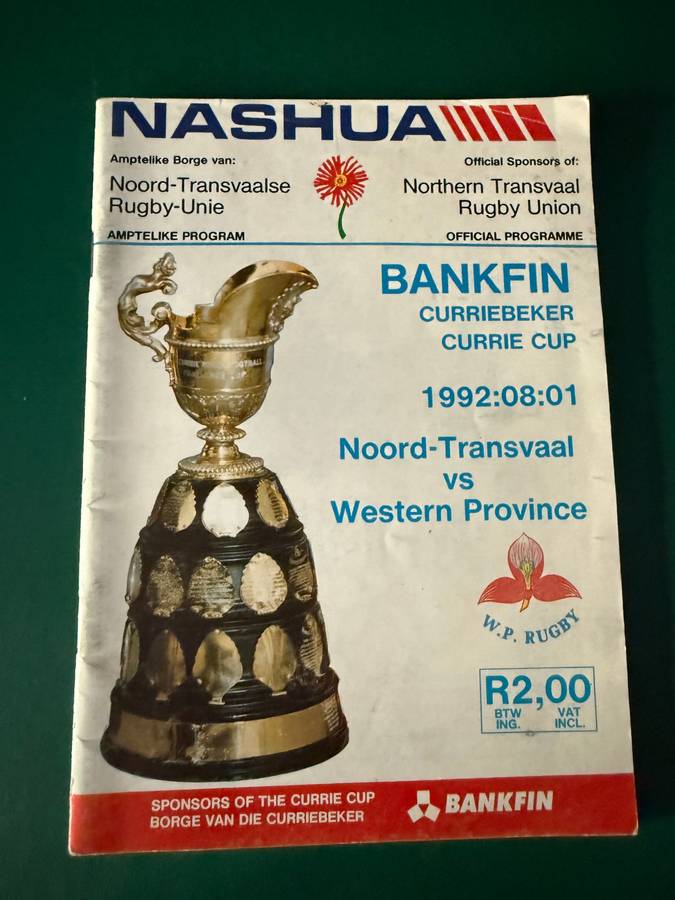 NASHUA
Amptelike Borge van:
Noord-Transvaalse
Rugby-Unie
AMPTELIKE PROGRAM
Official Sponsors of:
Northern Transvaal
Rugby Union
OFFICIAL PROGRAMME
BANKFIN
CURRIEBEKER
CURRIE CUP
1992:08:01
Noord-Transvaal
vs
Western Province
W.P. RUGBY
R2,00
BTW ING.
VAT INCL.
SPONSORS OF THE CURRIE CUP
BORGE VAN DIE CURRIEBEKER
BANKFIN